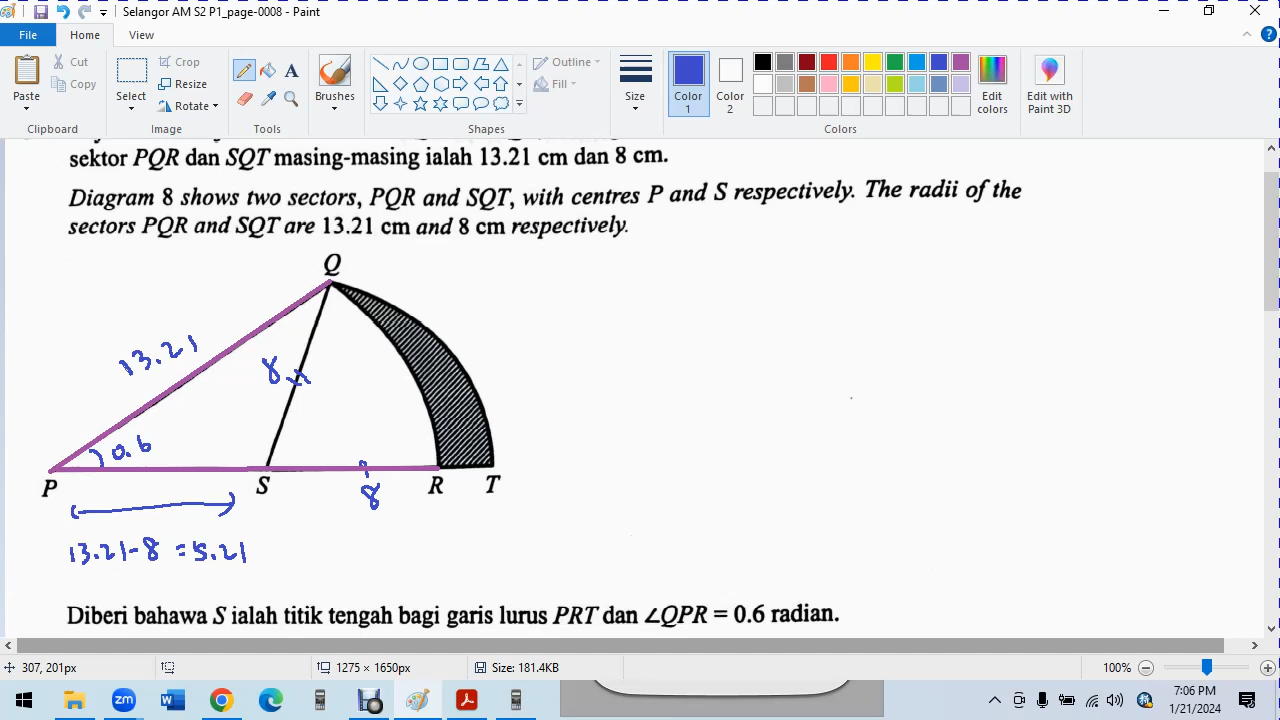 Selangor AM S2 P1_page-0008 - Paint
File Home View
Paste Cut Copy Clipboard
Select Crop Resize Rotate Image
Tools
Brushes
Shapes Outline Fill
Size
Color 1 Color 2 Edit colors Colors
Edit with Paint 3D
sektor PQR dan SQT masing-masing ialah 13.21 cm dan 8 cm.
Diagram 8 shows two sectors, PQR and SQT, with centres P and S respectively. The radii of the
sectors PQR and SQT are 13.21 cm and 8 cm respectively.
Q
13.21
8
0.6
P S R T
8
13.21-8 = 5.21
Diberi bahawa S ialah titik tengah bagi garis lurus PRT dan ∠QPR = 0.6 radian.
307, 201px 1275 × 1650px Size: 181.4KB 100%
7:06 PM
1/21/2024